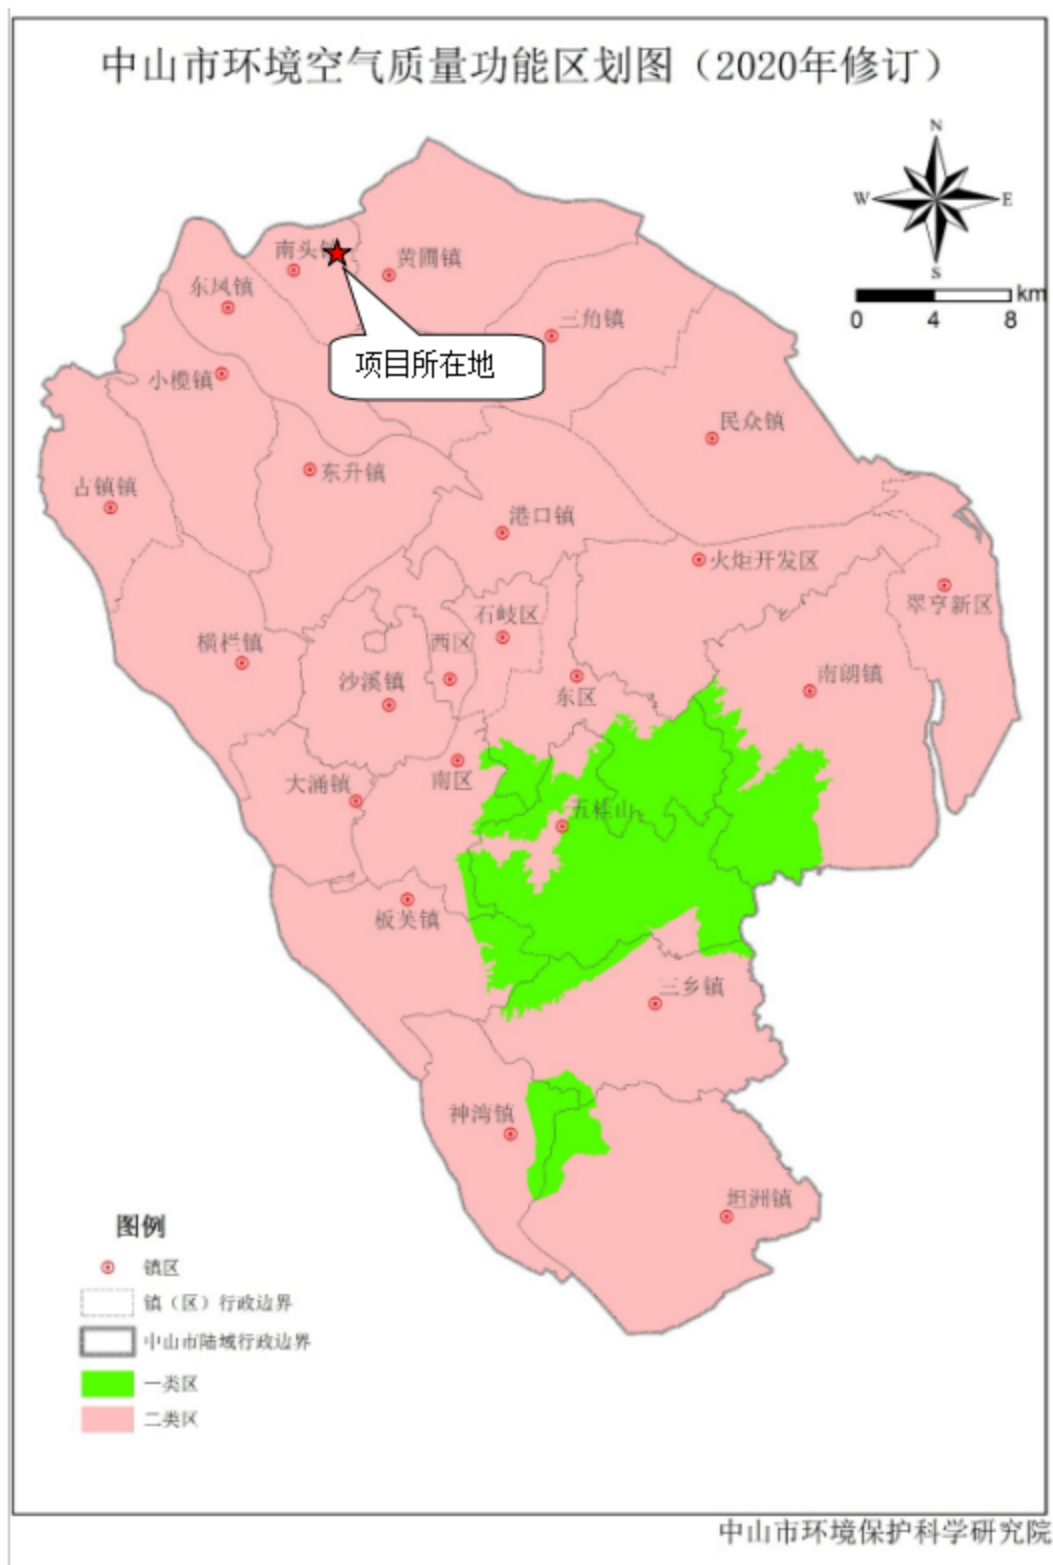 中山市环境空气质量功能区划图（2020年修订）
N
W
E
S
km
0 4 8
南头镇
黄圃镇
东凤镇
三角镇
项目所在地
小榄镇
民众镇
东升镇
古镇镇
港口镇
火炬开发区
翠亨新区
石岐区
横栏镇
西区
沙溪镇
南朗镇
东区
南区
大涌镇
五桂山
板芙镇
三乡镇
神湾镇
坦洲镇
图例
镇区
镇（区）行政边界
中山市陆域行政边界
一类区
二类区
中山市环境保护科学研究院